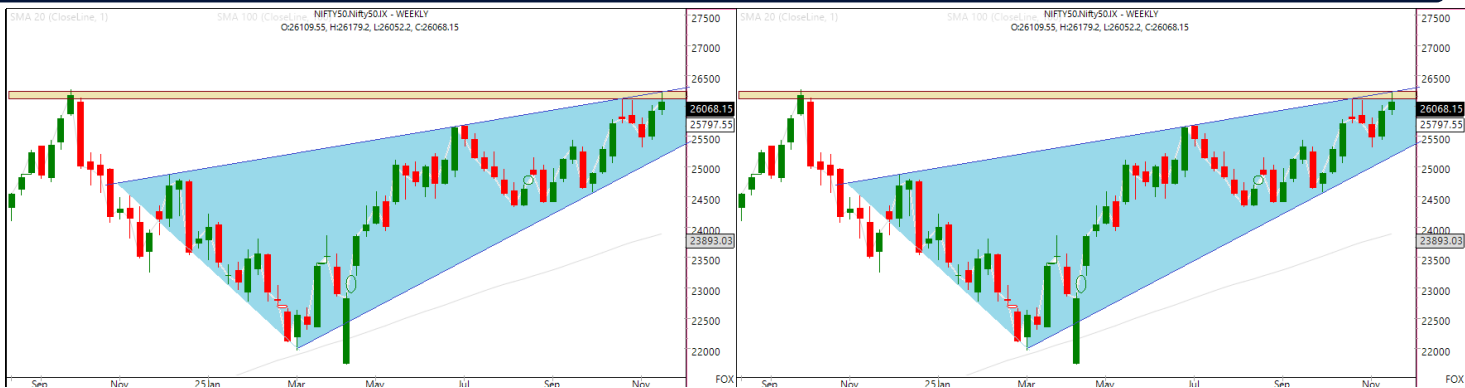 SMA 20 (CloseLine, 1)
SMA 100 (CloseLine, 1)
NIFTY50.Nifty50.IX - WEEKLY
O:26109.55, H:26179.2, L:26052.2, C:26068.15
27500
27000
26500
26068.15
25797.55
25500
25000
24500
24000
23893.03
23500
23000
22500
22000
FOX
Sep Nov 25!Jan Mar May Jul Sep Nov
SMA 20 (CloseLine, 1)
SMA 100 (CloseLine, 1)
NIFTY50.Nifty50.IX - WEEKLY
O:26109.55, H:26179.2, L:26052.2, C:26068.15
27500
27000
26500
26068.15
25797.55
25500
25000
24500
24000
23893.03
23500
23000
22500
22000
FOX
Sep Nov 25!Jan Mar May Jul Sep Nov